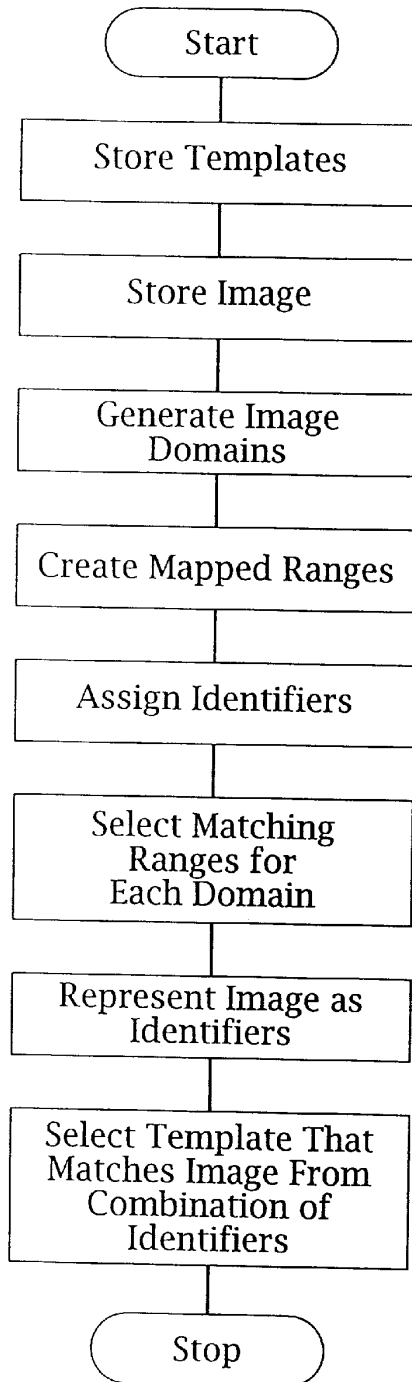 Start
Store Templates
Store Image
Generate Image
Domains
Create Mapped Ranges
Assign Identifiers
Select Matching
Ranges for
Each Domain
Represent Image as
Identifiers
Select Template That
Matches Image From
Combination of
Identifiers
Stop